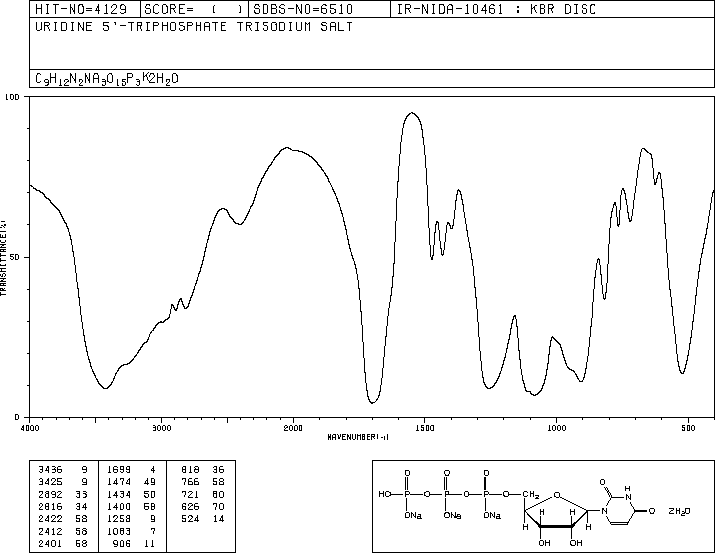 HIT-NO=4129 SCORE= ( ) SDBS-NO=6510 IR-NIDA-10461 : KBR DISC
URIDINE 5'-TRIPHOSPHATE TRISODIUM SALT
C9H12N2NA3O15P3 2H2O
100
50
0
TRANSMITTANCE(%)
4000 3000 2000 1500 1000 500
WAVENUMBER(-1)
3436 9 1699 4 818 36
3425 9 1474 49 766 58
2892 33 1434 50 721 60
2816 34 1400 58 626 70
2422 58 1258 9 524 14
2412 58 1083 7
2401 58 906 11
O O O O
HO P O P O P O CH2 O N NH O 2H2O
ONa ONa ONa H H H H
OH OH